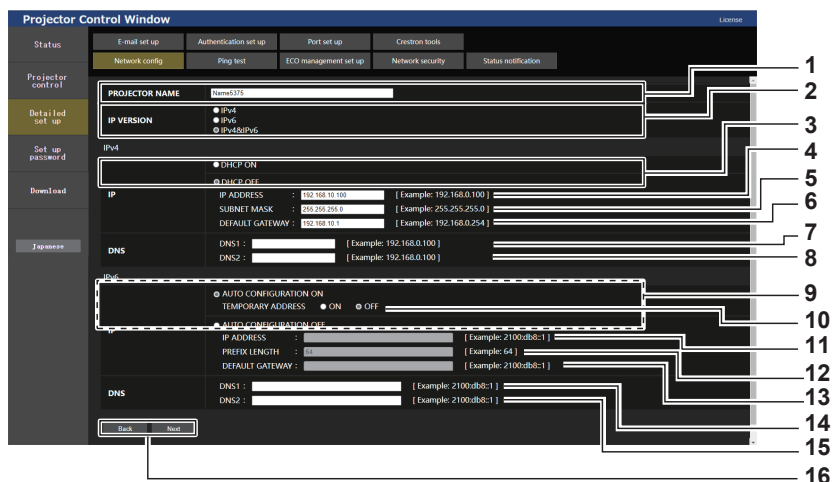 Projector Control Window
License
Status
E-mail set up
Authentication set up
Port set up
Crestron tools
Network config
Ping test
ECO management set up
Network security
Status notification
Projector
control
Detailed
set up
Set up
password
Download
Japanese
PROJECTOR NAME
Name5375
IP VERSION
IPv4
IPv6
IPv4&IPv6
IPv4
DHCP ON
DHCP OFF
IP
IP ADDRESS : 192.168.10.100 [ Example: 192.168.0.100 ]
SUBNET MASK : 255.255.255.0 [ Example: 255.255.255.0 ]
DEFAULT GATEWAY : 192.168.10.1 [ Example: 192.168.0.254 ]
DNS
DNS1 : [ Example: 192.168.0.100 ]
DNS2 : [ Example: 192.168.0.100 ]
IPv6
AUTO CONFIGURATION ON
TEMPORARY ADDRESS ON OFF
AUTO CONFIGURATION OFF
IP
IP ADDRESS : [ Example: 2100:db8::1 ]
PREFIX LENGTH : 64 [ Example: 64 ]
DEFAULT GATEWAY : [ Example: 2100:db8::1 ]
DNS
DNS1 : [ Example: 2100:db8::1 ]
DNS2 : [ Example: 2100:db8::1 ]
Back
Next
1
2
3
4
5
6
7
8
9
10
11
12
13
14
15
16